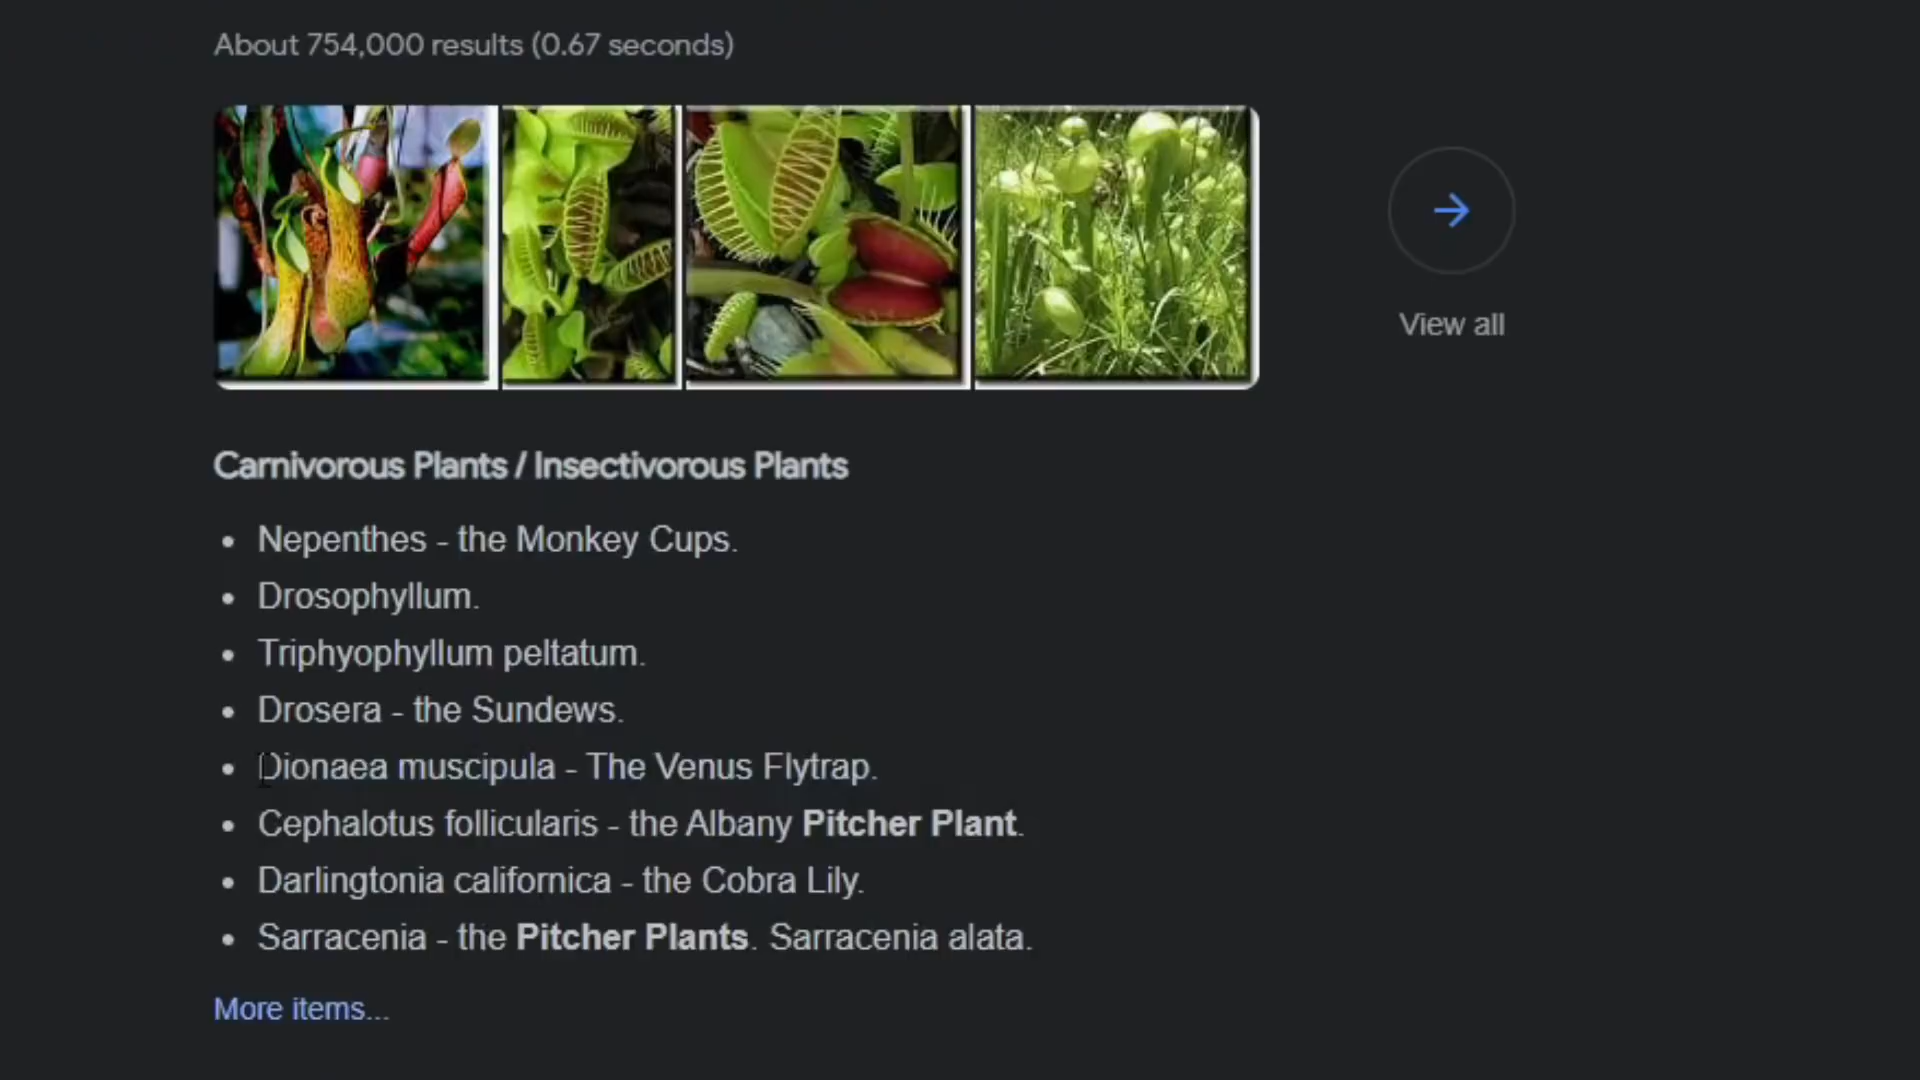 About 754,000 results (0.67 seconds)
View all
Carnivorous Plants / Insectivorous Plants
Nepenthes - the Monkey Cups.
Drosophyllum.
Triphyophyllum peltatum.
Drosera - the Sundews.
Dionaea muscipula - The Venus Flytrap.
Cephalotus follicularis - the Albany Pitcher Plant.
Darlingtonia californica - the Cobra Lily.
Sarracenia - the Pitcher Plants. Sarracenia alata.
More items...